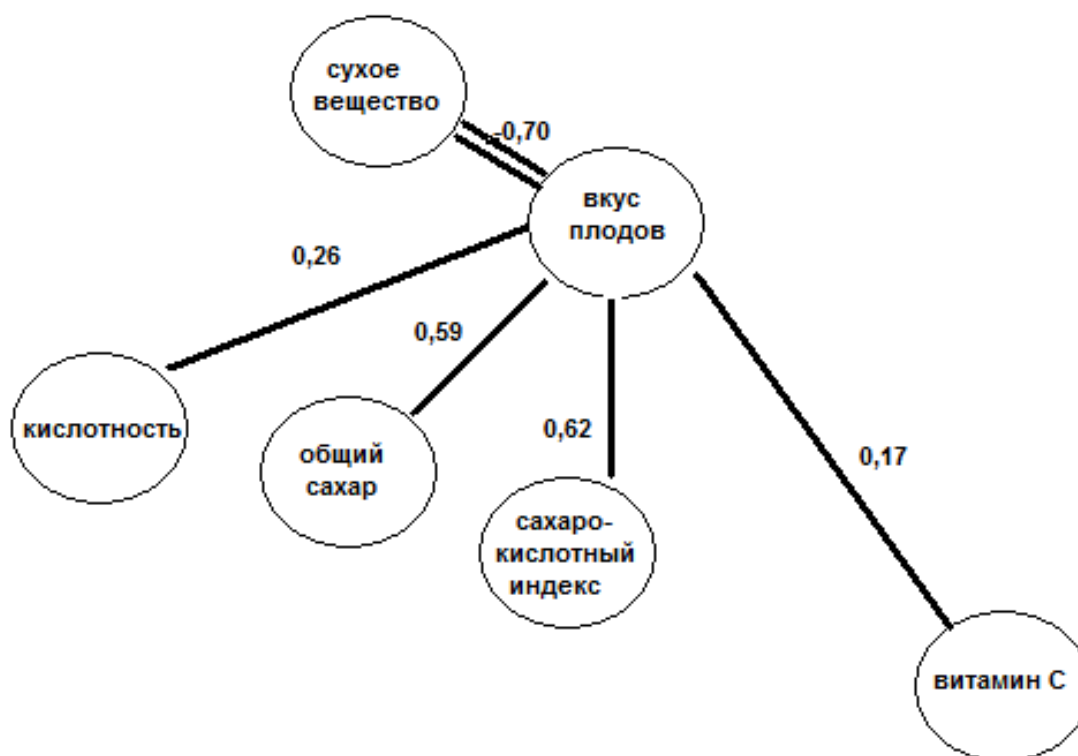 сухое
вещество
-0,70
вкус
плодов
0,26
0,59
кислотность
общий
сахар
0,62
0,17
сахаро-
кислотный
индекс
витамин С